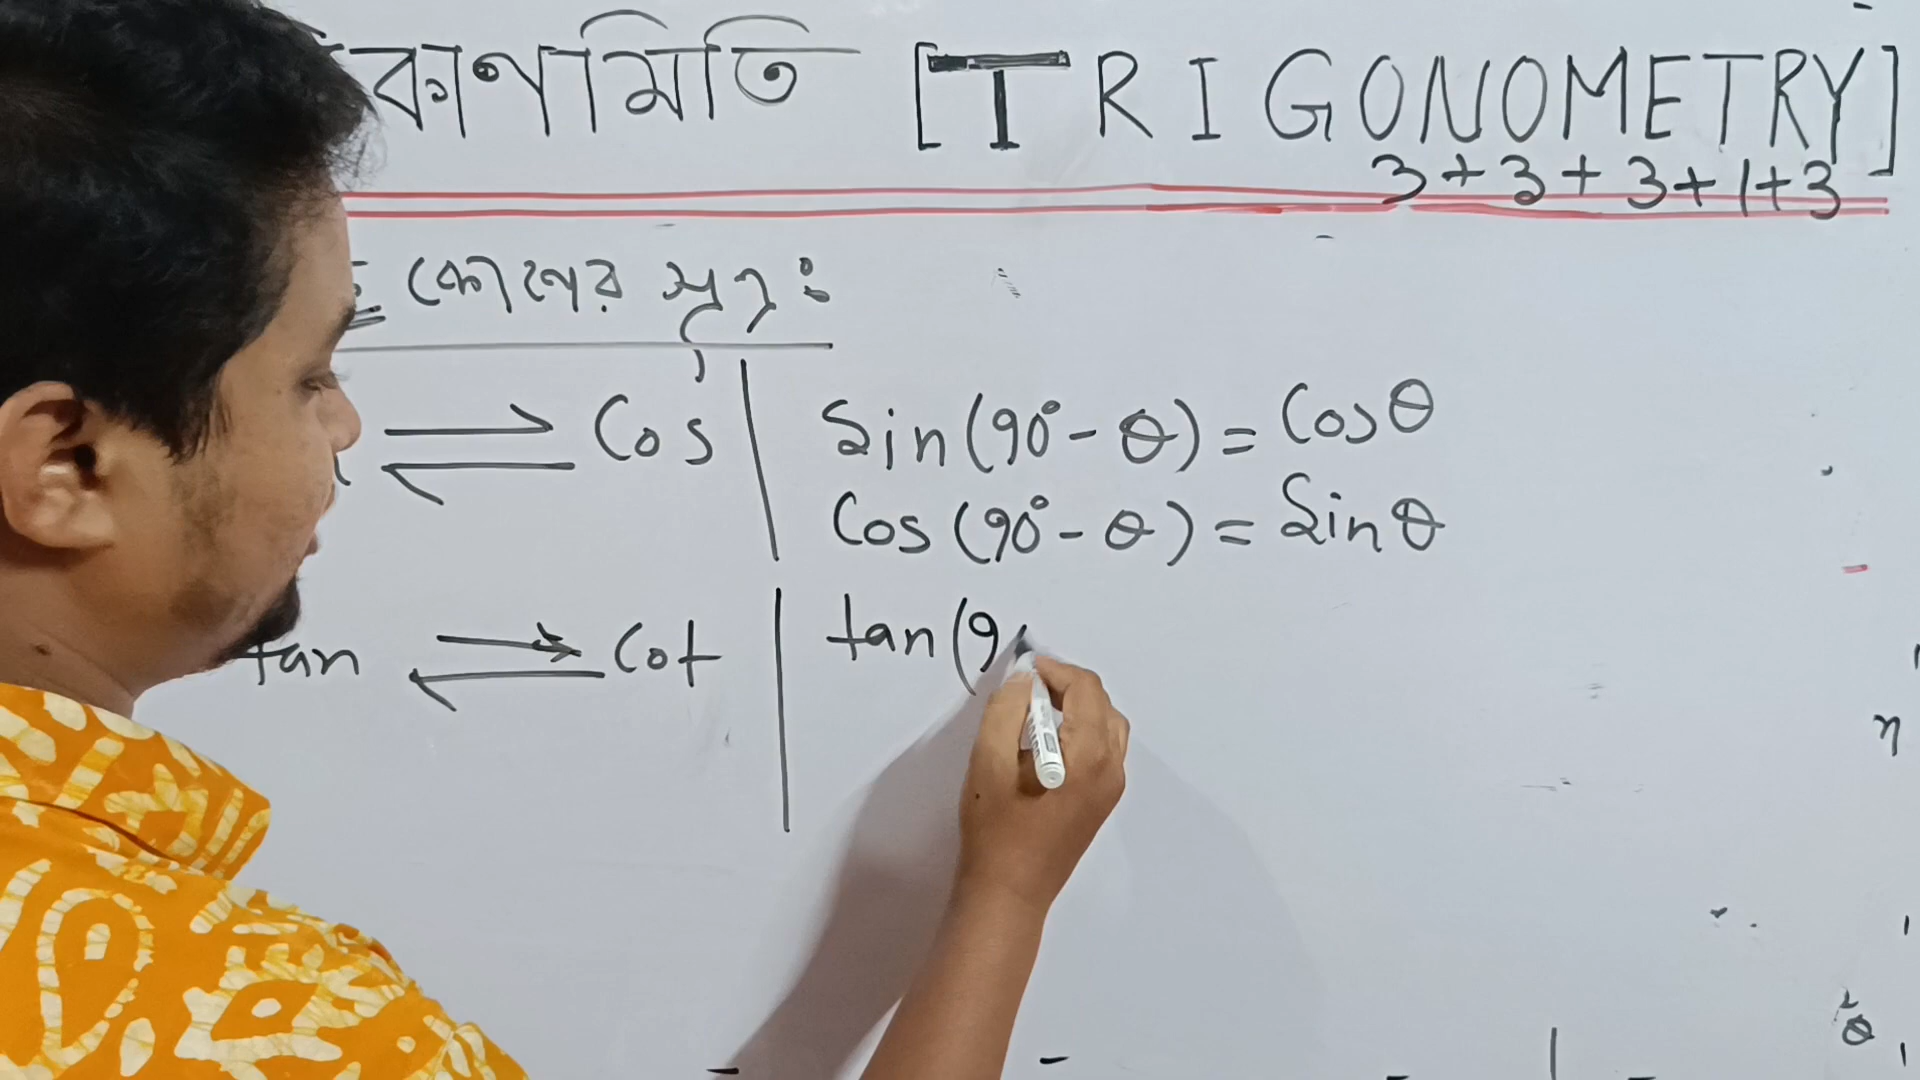 কোণমিতি [TRIGONOMETRY]
3+3+3+1+3
কোণের সূত্র:
⇌ Cos | Sin(90°-θ) = Cosθ
Cos(90°-θ) = Sinθ
tan ⇌ Cot | tan(9
n
θ